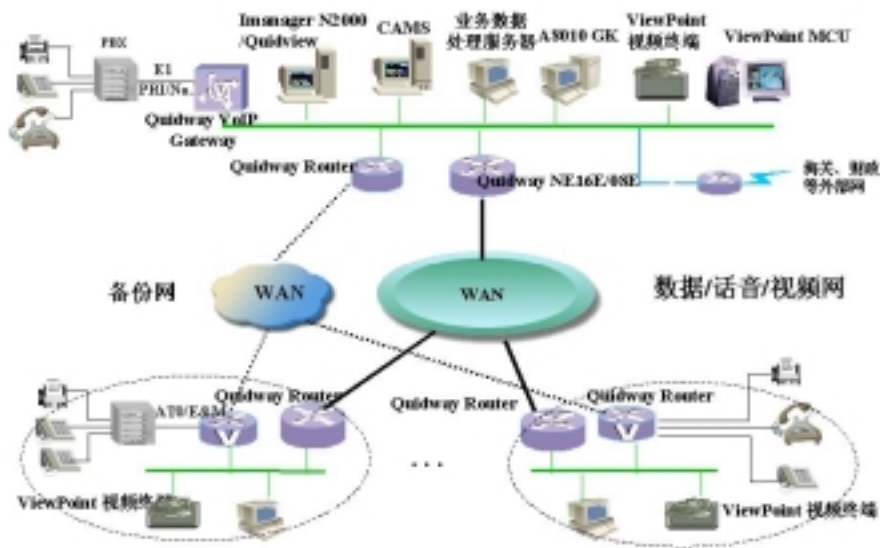 Imanager N2000
/Quidview
CAMS
业务数据
处理服务器
A8010 GK
ViewPoint
视频终端
ViewPoint MCU
PBX
E1
PRI/No..
Quidway VoIP
Gateway
Quidway Router
Quidway NE16E/08E
海关、财政
等外部网
备份网
WAN
WAN
数据/话音/视频网
Quidway Router
Quidway Router
Quidway Router
AT0/E&M
...
ViewPoint 视频终端
ViewPoint 视频终端